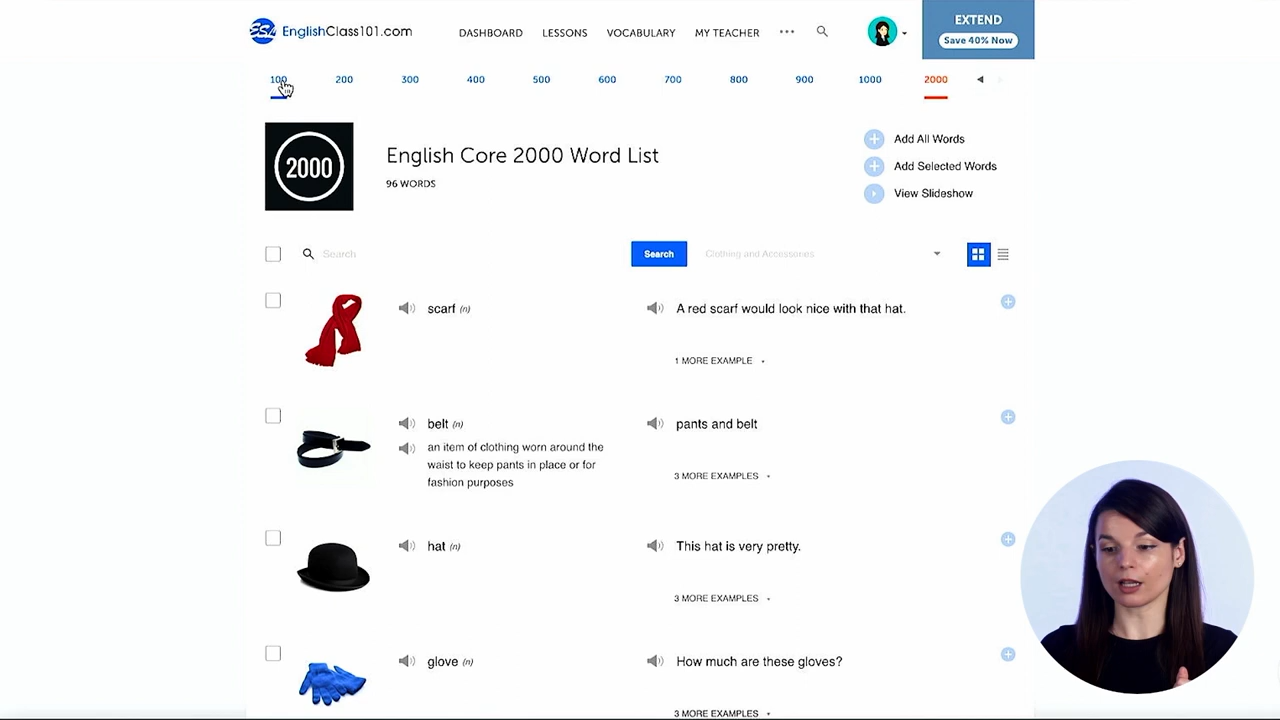 ESL EnglishClass101.com
DASHBOARD LESSONS VOCABULARY MY TEACHER
EXTEND
Save 40% Now
100 200 300 400 500 600 700 800 900 1000 2000
2000
English Core 2000 Word List
96 WORDS
Add All Words
Add Selected Words
View Slideshow
Search
Search
Clothing and Accessories
scarf (n)
A red scarf would look nice with that hat.
1 MORE EXAMPLE
belt (n)
an item of clothing worn around the
waist to keep pants in place or for
fashion purposes
pants and belt
3 MORE EXAMPLES
hat (n)
This hat is very pretty.
3 MORE EXAMPLES
glove (n)
How much are these gloves?
3 MORE EXAMPLES